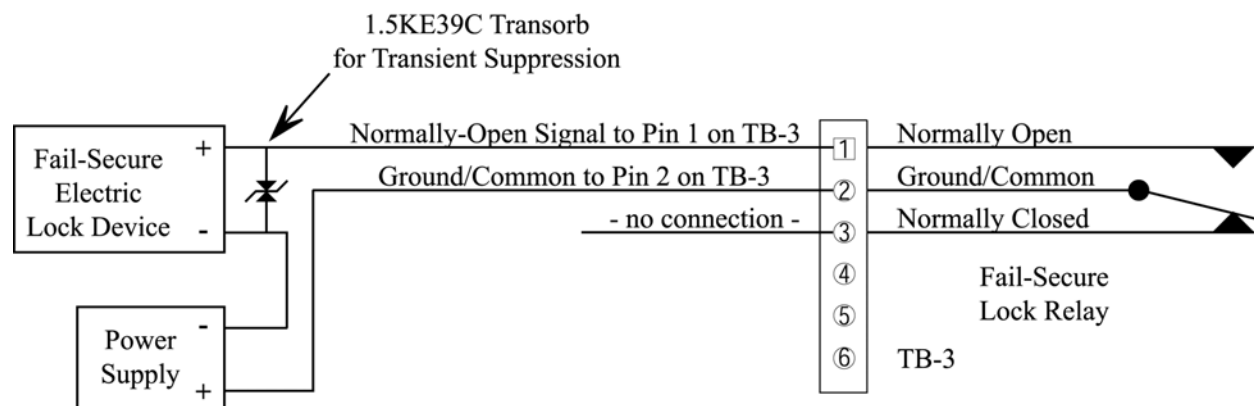 1.5KE39C Transorb
for Transient Suppression
Fail-Secure
Electric
Lock Device
+
-
Normally-Open Signal to Pin 1 on TB-3
1
Normally Open
Ground/Common to Pin 2 on TB-3
2
Ground/Common
- no connection -
3
Normally Closed
4
5
6
Fail-Secure
Lock Relay
TB-3
Power
Supply
-
+